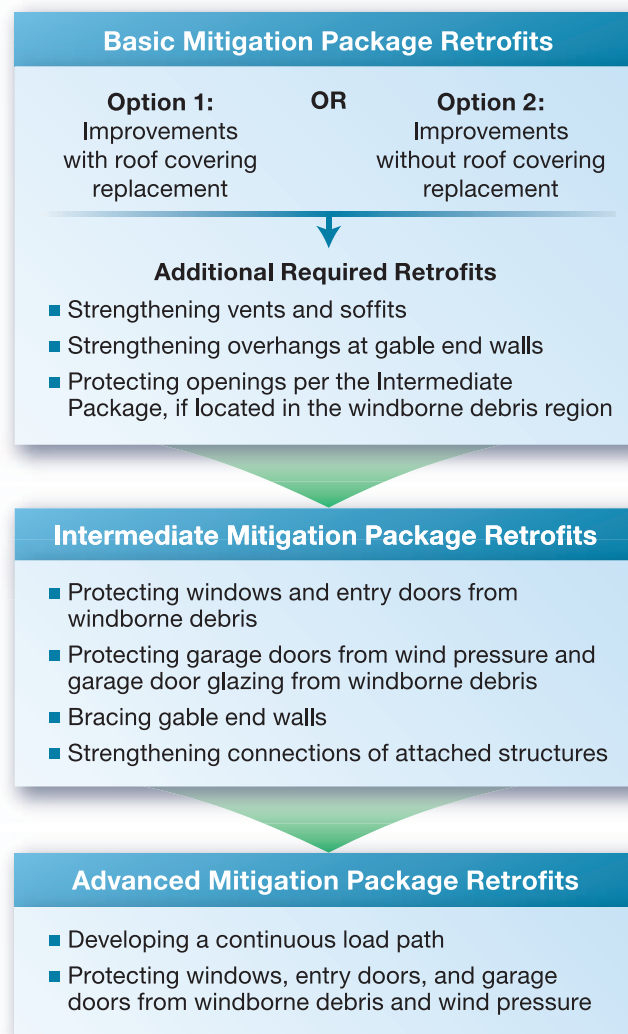 Basic Mitigation Package Retrofits
Option 1:
Improvements
with roof covering
replacement
OR
Option 2:
Improvements
without roof covering
replacement
Additional Required Retrofits
■ Strengthening vents and soffits
■ Strengthening overhangs at gable end walls
■ Protecting openings per the Intermediate
Package, if located in the windborne debris region
Intermediate Mitigation Package Retrofits
■ Protecting windows and entry doors from
windborne debris
■ Protecting garage doors from wind pressure and
garage door glazing from windborne debris
■ Bracing gable end walls
■ Strengthening connections of attached structures
Advanced Mitigation Package Retrofits
■ Developing a continuous load path
■ Protecting windows, entry doors, and garage
doors from windborne debris and wind pressure